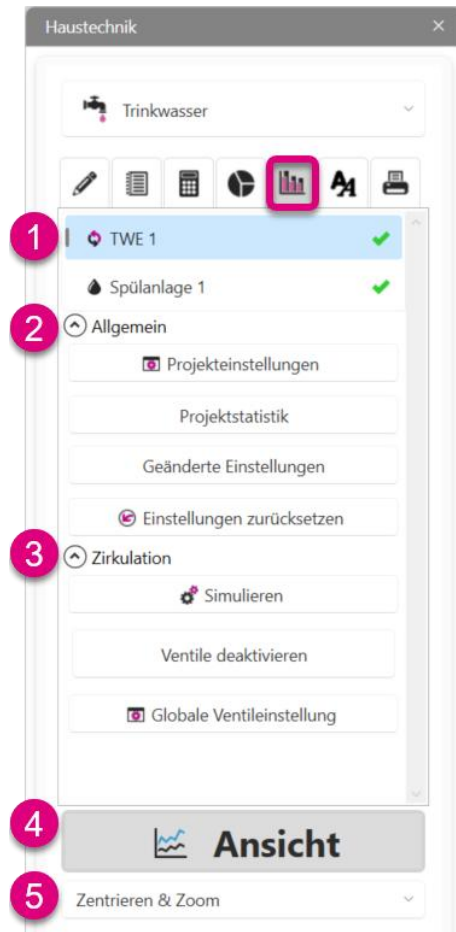 Haustechnik
Trinkwasser
1
TWE 1
Spülanlage 1
2
Allgemein
Projekteinstellungen
Projektstatistik
Geänderte Einstellungen
Einstellungen zurücksetzen
3
Zirkulation
Simulieren
Ventile deaktivieren
Globale Ventileinstellung
4
Ansicht
5
Zentrieren & Zoom